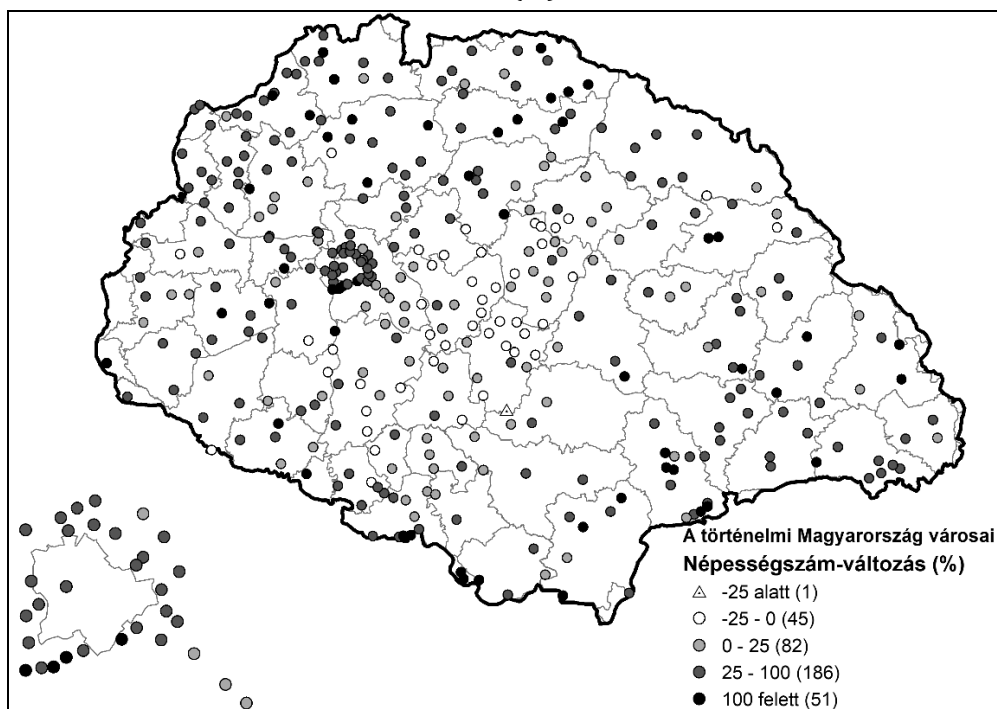 A történelmi Magyarország városai
Népességszám-változás (%)
-25 alatt (1)
-25 - 0 (45)
0 - 25 (82)
25 - 100 (186)
100 felett (51)